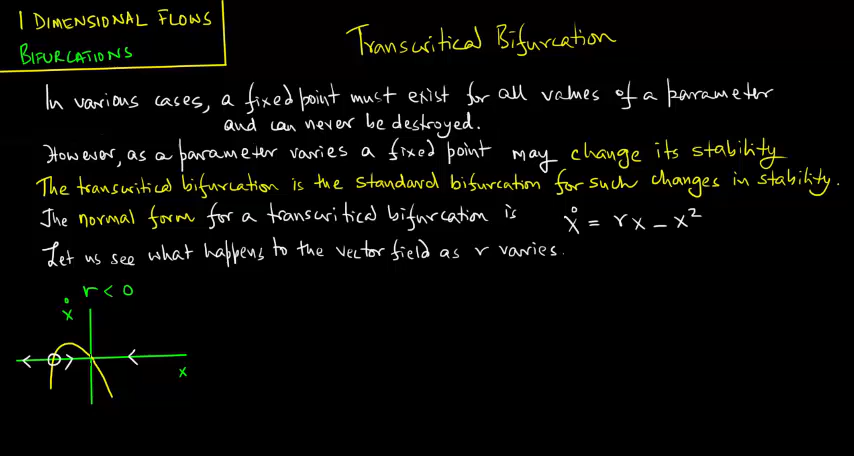 1 DIMENSIONAL FLOWS
BIFURCATIONS
Transcritical Bifurcation
In various cases, a fixed point must exist for all values of a parameter
and can never be destroyed.
However, as a parameter varies a fixed point may change its stability
The transcritical bifurcation is the standard bifurcation for such changes in stability.
The normal form for a transcritical bifurcation is ẋ = rx - x²
Let us see what happens to the vector field as r varies.
r < 0
ẋ
x